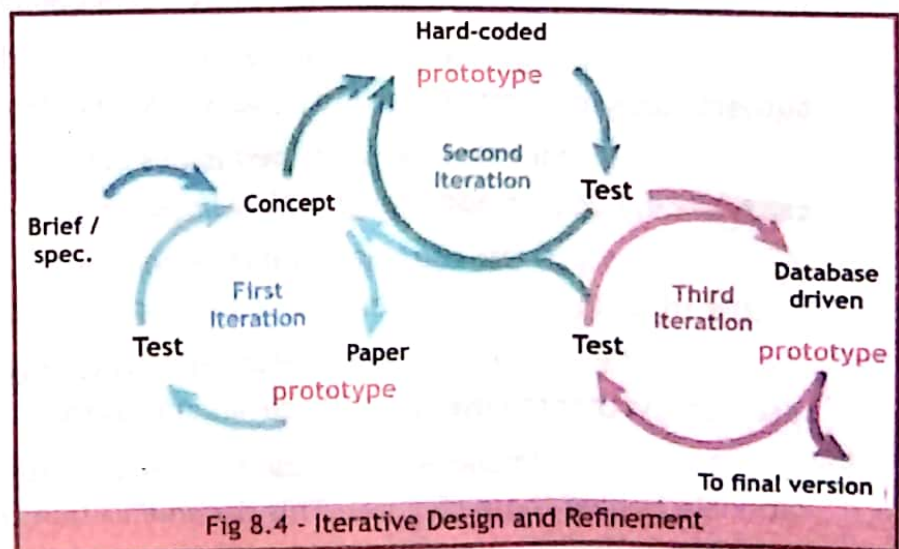 Hard-coded
prototype
Second
Iteration
Concept
Test
Brief /
spec.
First
Iteration
Database
driven
prototype
Third
Iteration
Test
Paper
prototype
Test
To final version
Fig 8.4 - Iterative Design and Refinement